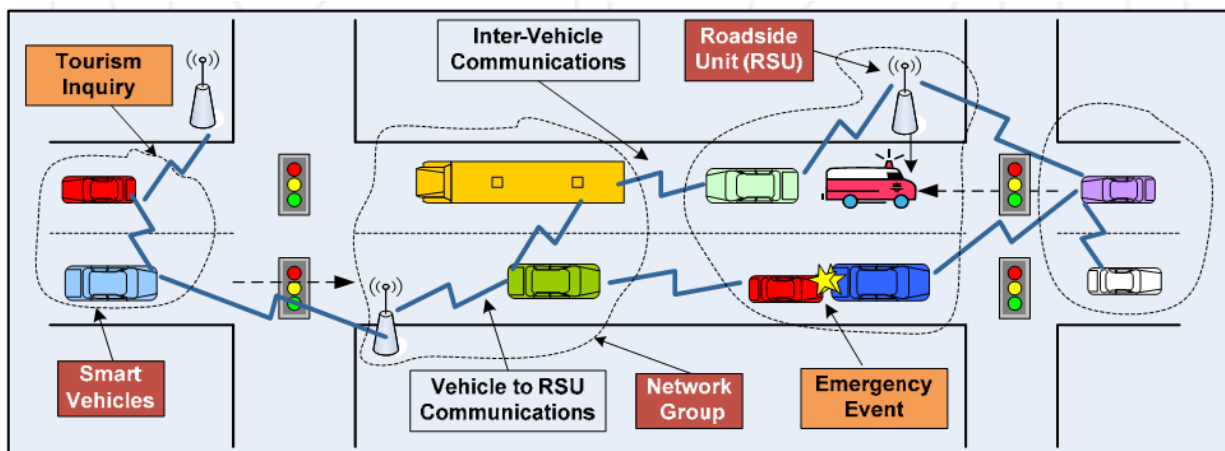 Tourism
Inquiry
Inter-Vehicle
Communications
Roadside
Unit (RSU)
Smart
Vehicles
Vehicle to RSU
Communications
Network
Group
Emergency
Event